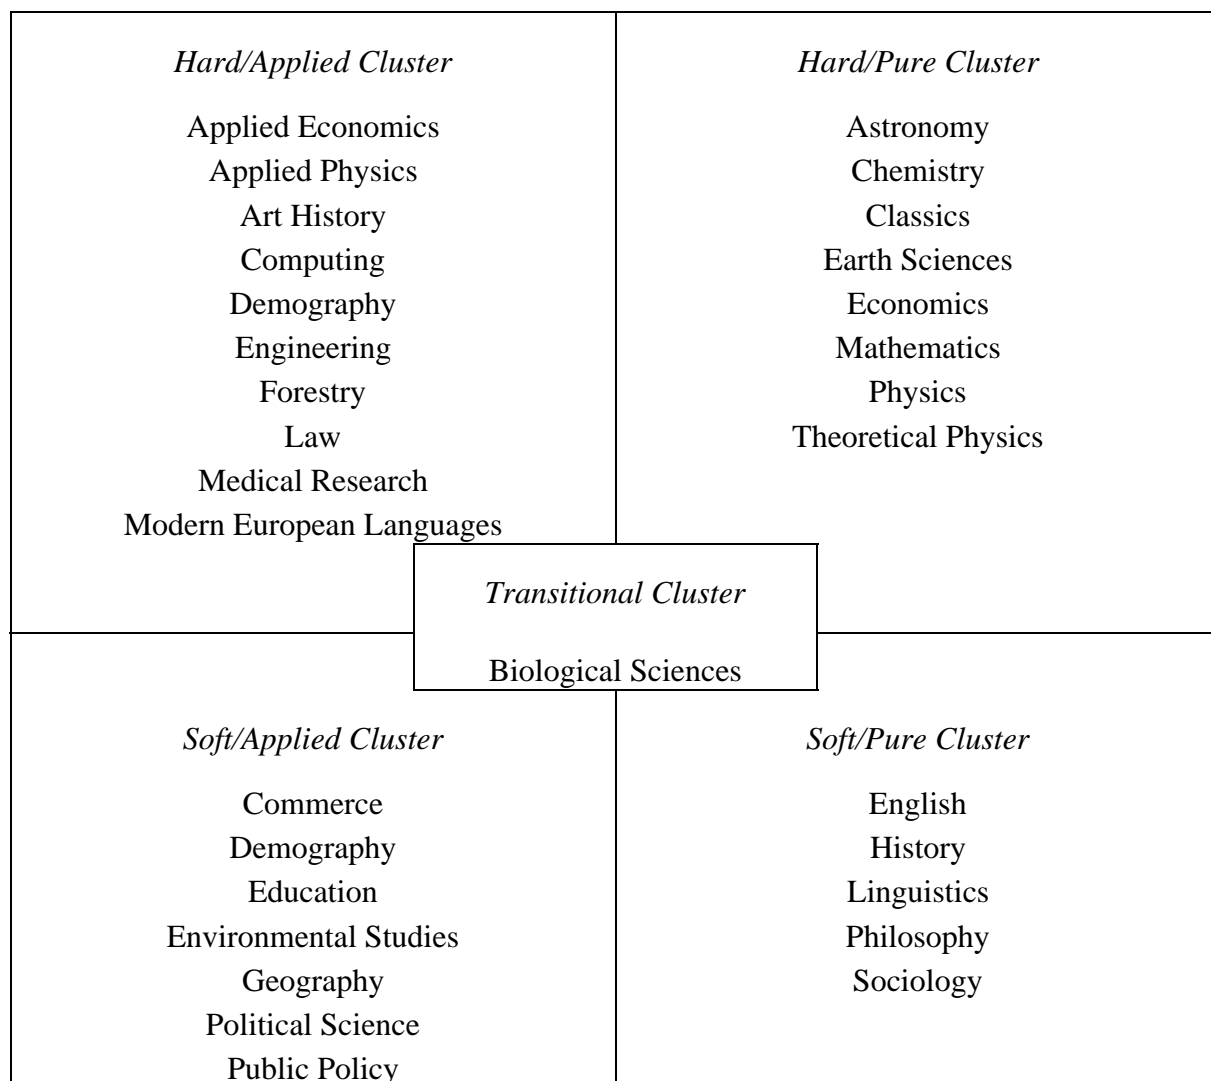 Hard/Applied Cluster
Applied Economics
Applied Physics
Art History
Computing
Demography
Engineering
Forestry
Law
Medical Research
Modern European Languages
Hard/Pure Cluster
Astronomy
Chemistry
Classics
Earth Sciences
Economics
Mathematics
Physics
Theoretical Physics
Transitional Cluster
Biological Sciences
Soft/Applied Cluster
Commerce
Demography
Education
Environmental Studies
Geography
Political Science
Public Policy
Soft/Pure Cluster
English
History
Linguistics
Philosophy
Sociology